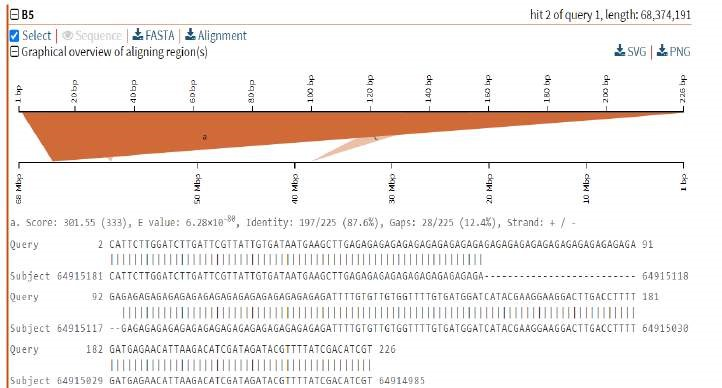 B5
hit 2 of query 1, length: 68,374,191
Select | Sequence | FASTA | Alignment
Graphical overview of aligning region(s)
SVG | PNG
1 bp 20 bp 40 bp 60 bp 80 bp 100 bp 120 bp 140 bp 160 bp 180 bp 200 bp 226 bp
a c
68 Mbp 50 Mbp 40 Mbp 30 Mbp 20 Mbp 10 Mbp 1 bp
a. Score: 301.55 (333), E value: 6.28×10⁻⁸⁰, Identity: 197/225 (87.6%), Gaps: 28/225 (12.4%), Strand: + / -
Query 2 CATTCTTGGATCTTGATTCGTTATTGTGATAATGAAGCTTGAGAGAGAGAGAGAGAGAGAGAGAGAGAGAGAGAGAGAGAGAGAGAGAGA 91
Subject 64915181 CATTCTTGGATCTTGATTCGTTATTGTGATAATGAAGCTTGAGAGAGAGAGAGAGAGAGAGAGA-------------------------- 64915118
Query 92 GAGAGAGAGAGAGAGAGAGAGAGAGAGAGAGAGAGAGATTTTGTGTTGTGGTTTTGTGATGGATCATACGAAGGAAGGACTTGACCTTTT 181
Subject 64915117 --GAGAGAGAGAGAGAGAGAGAGAGAGAGAGAGAGAGATTTTGTGTTGTGGTTTTGTGATGGATCATACGAAGGAAGGACTTGACCTTTT 64915030
Query 182 GATGAGAACATTAAGACATCGATAGATACGTTTTATCGACATCGT 226
Subject 64915029 GATGAGAACATTAAGACATCGATAGATACGTTTTATCGACATCGT 64914985